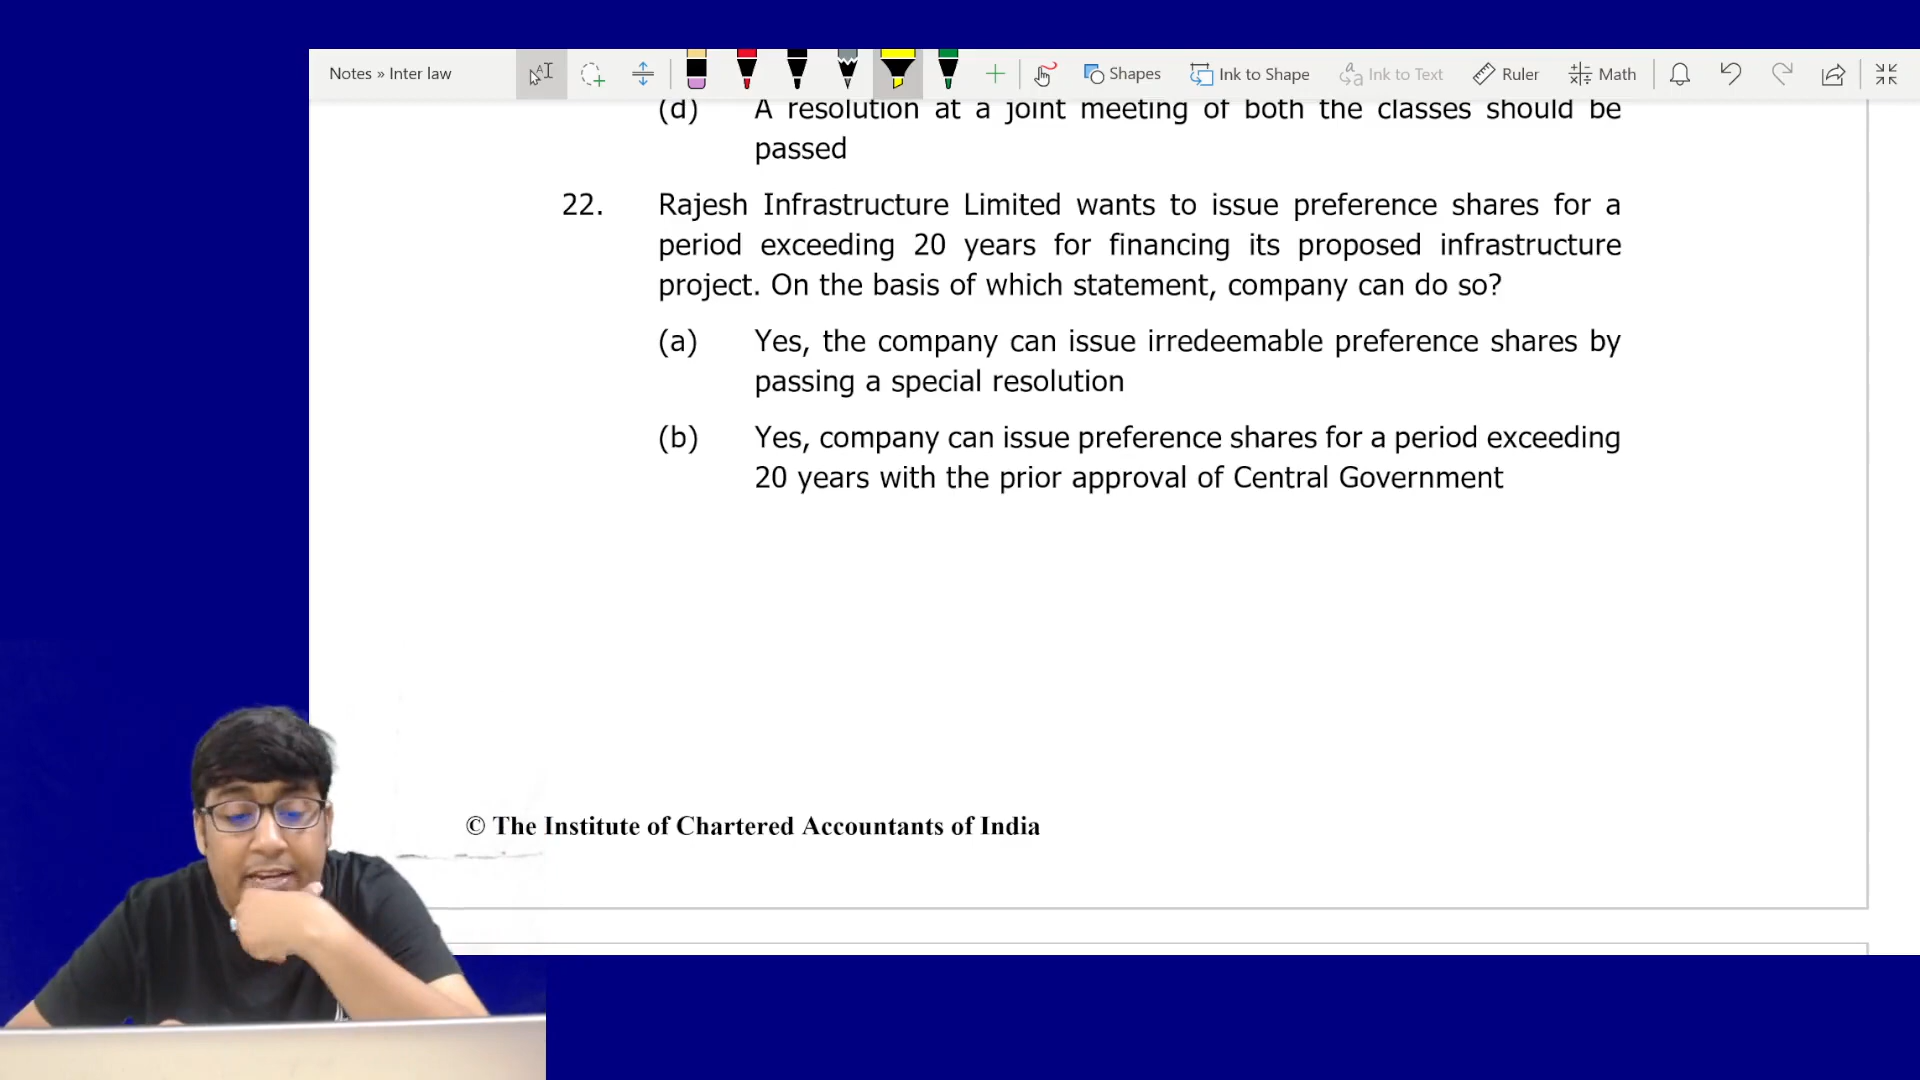 Notes » Inter law
Shapes
Ink to Shape
Ink to Text
Ruler
Math
(d) A resolution at a joint meeting of both the classes should be
passed
22. Rajesh Infrastructure Limited wants to issue preference shares for a
period exceeding 20 years for financing its proposed infrastructure
project. On the basis of which statement, company can do so?
(a) Yes, the company can issue irredeemable preference shares by
passing a special resolution
(b) Yes, company can issue preference shares for a period exceeding
20 years with the prior approval of Central Government
© The Institute of Chartered Accountants of India